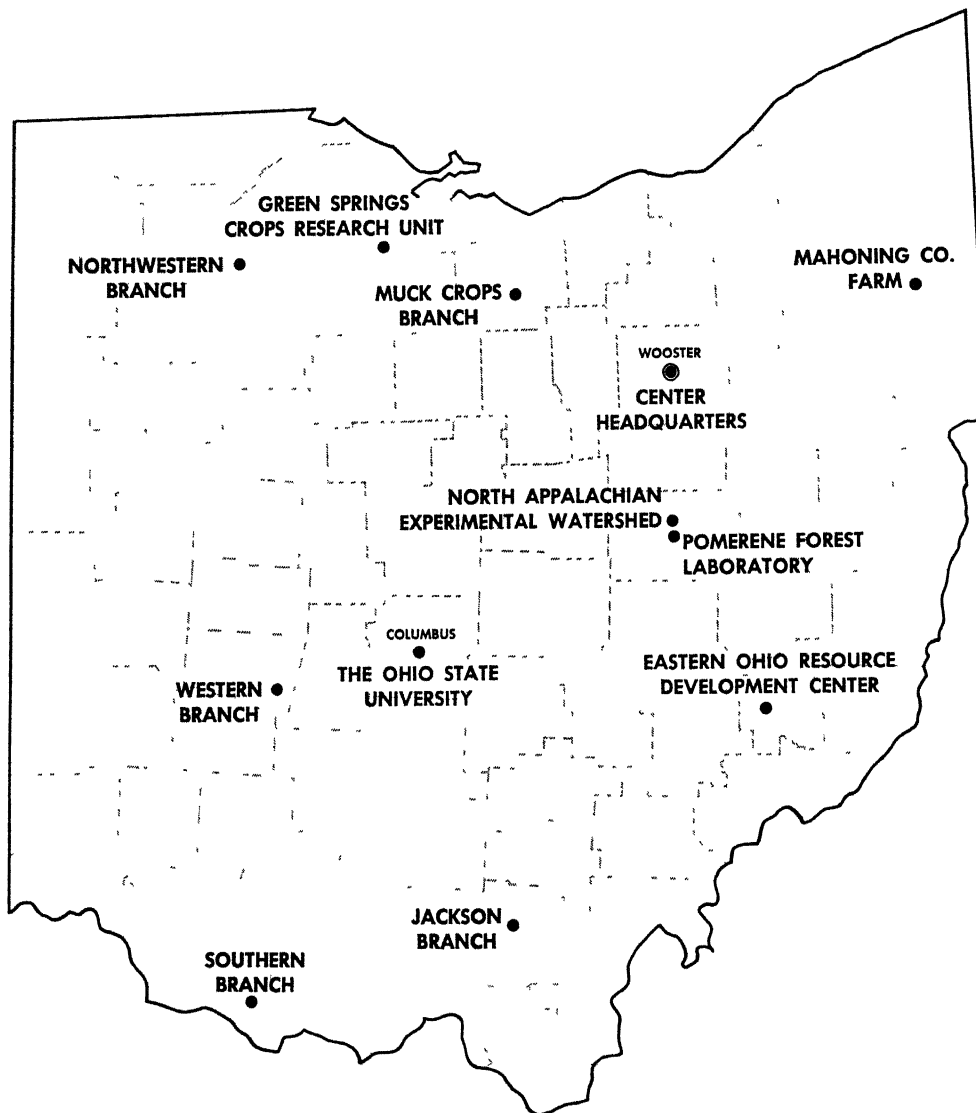 GREEN SPRINGS
CROPS RESEARCH UNIT
NORTHWESTERN
BRANCH
MUCK CROPS
BRANCH
MAHONING CO.
FARM
WOOSTER
CENTER
HEADQUARTERS
NORTH APPALACHIAN
EXPERIMENTAL WATERSHED
POMERENE FOREST
LABORATORY
COLUMBUS
THE OHIO STATE
UNIVERSITY
EASTERN OHIO RESOURCE
DEVELOPMENT CENTER
WESTERN
BRANCH
JACKSON
BRANCH
SOUTHERN
BRANCH